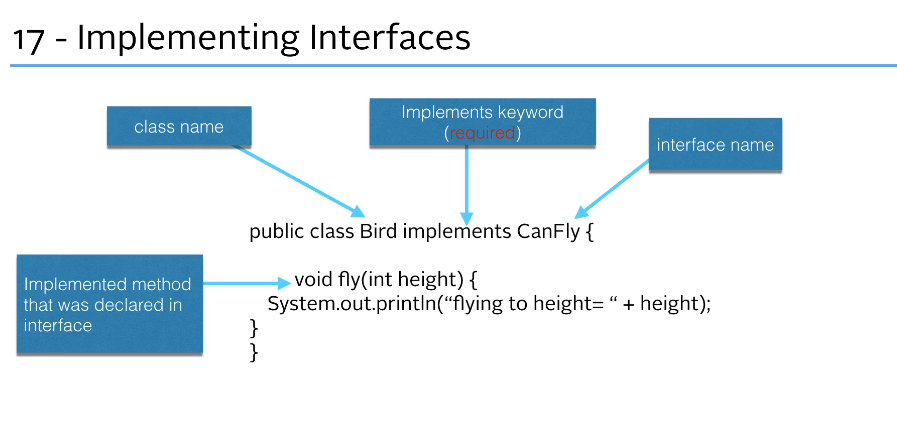 17 - Implementing Interfaces
class name
Implements keyword
(required)
interface name
public class Bird implements CanFly {
Implemented method
that was declared in
interface
void fly(int height) {
System.out.println(“flying to height= “ + height);
}
}